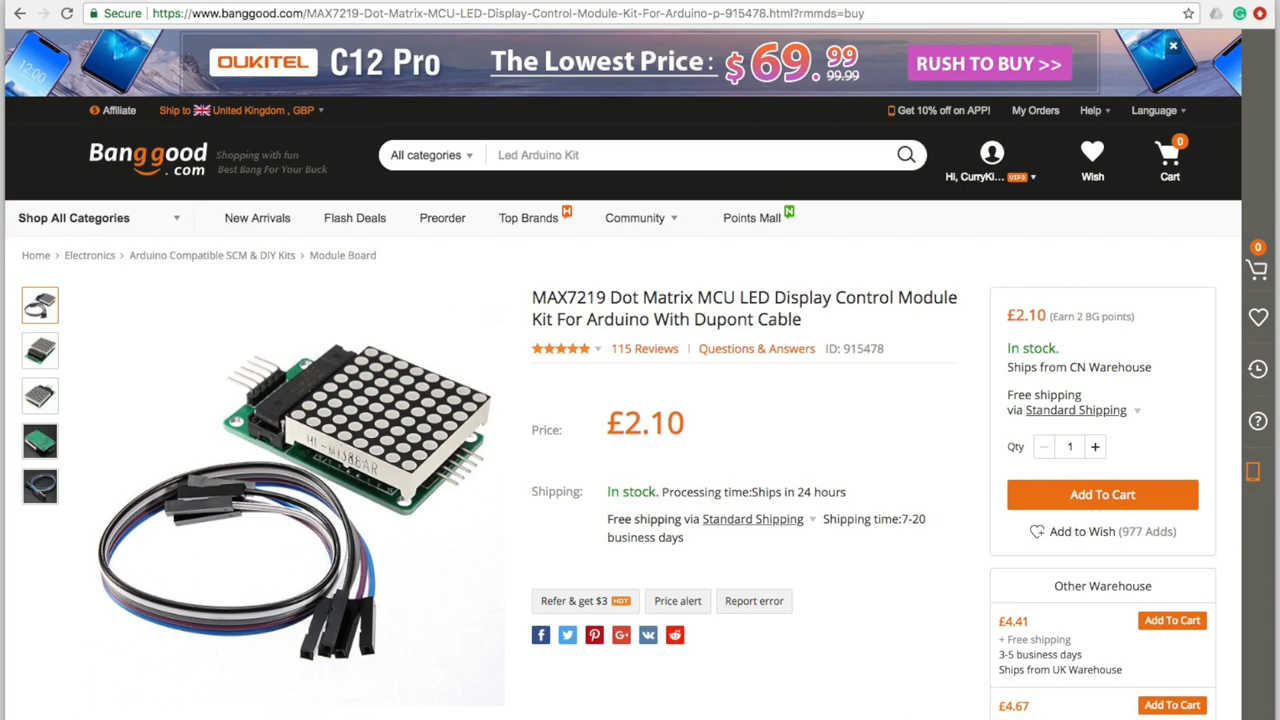 Secure https://www.banggood.com/MAX7219-Dot-Matrix-MCU-LED-Display-Control-Module-Kit-For-Arduino-p-915478.html?rmmds=buy
12:00 OUKITEL C12 Pro The Lowest Price: $69.99 99.99 RUSH TO BUY >>
Affiliate Ship to United Kingdom , GBP Get 10% off on APP! My Orders Help Language
Banggood.com Shopping with fun Best Bang For Your Buck All categories Led Arduino Kit 0
Hi, CurryKi... VIP3 Wish Cart
Shop All Categories New Arrivals Flash Deals Preorder Top Brands H Community Points Mall N
Home > Electronics > Arduino Compatible SCM & DIY Kits > Module Board
0
MAX7219 Dot Matrix MCU LED Display Control Module
Kit For Arduino With Dupont Cable
115 Reviews | Questions & Answers ID: 915478
Price: £2.10
Shipping: In stock. Processing time:Ships in 24 hours
Free shipping via Standard Shipping Shipping time:7-20
business days
Refer & get $3 HOT Price alert Report error
£2.10 (Earn 2 BG points)
In stock.
Ships from CN Warehouse
Free shipping
via Standard Shipping
Qty - 1 +
Add To Cart
Add to Wish (977 Adds)
Other Warehouse
£4.41 Add To Cart
+ Free shipping
3-5 business days
Ships from UK Warehouse
£4.67 Add To Cart